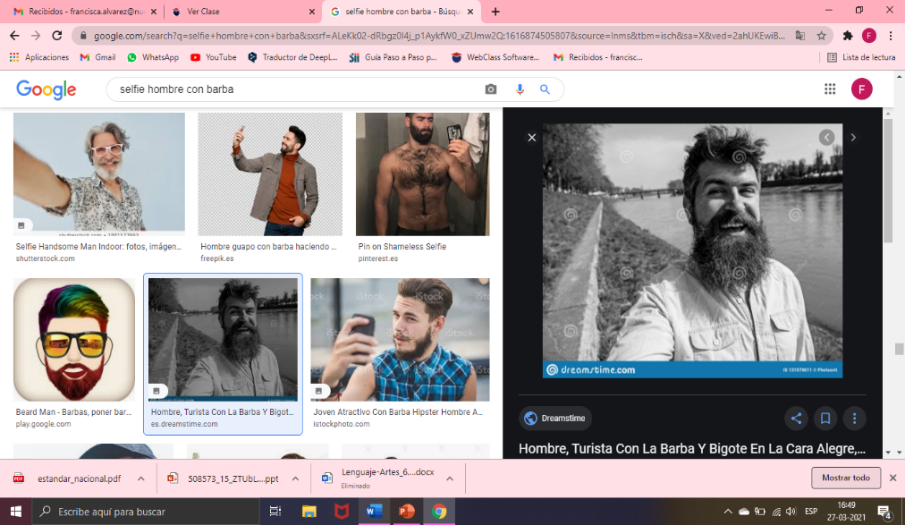 Recibidos - francisca.alvarez@nu
Ver Clase
selfie hombre con barba - Búsqu
google.com/search?q=selfie+hombre+con+barba&sxsrf=ALeKk02-dRbgz0I4j_p1AykfW0_xZUmw2Q:1616874505807&source=lnms&tbm=isch&sa=X&ved=2ahUKEwiB...
Aplicaciones
Gmail
WhatsApp
YouTube
Traductor de DeepL...
Guía Paso a Paso p...
WebClass Software...
Recibidos - francisc...
Lista de lectura
Google
selfie hombre con barba
F
Selfie Handsome Man Indoor: fotos, imágen...
shutterstock.com
Hombre guapo con barba haciendo ...
freepik.es
Pin on Shameless Selfie
pinterest.es
iStock
Beard Man - Barbas, poner bar...
play.google.com
Hombre, Turista Con La Barba Y Bigot...
es.dreamstime.com
Joven Atractivo Con Barba Hipster Hombre A...
istockphoto.com
dreamstime.com
Dreamstime
Hombre, Turista Con La Barba Y Bigote En La Cara Alegre,...
estandar_nacional.pdf
508573_15_ZTUbL....ppt
Lenguaje-Artes_6....docx
Eliminado
Mostrar todo
Escribe aquí para buscar
ESP
16:49
27-03-2021
4